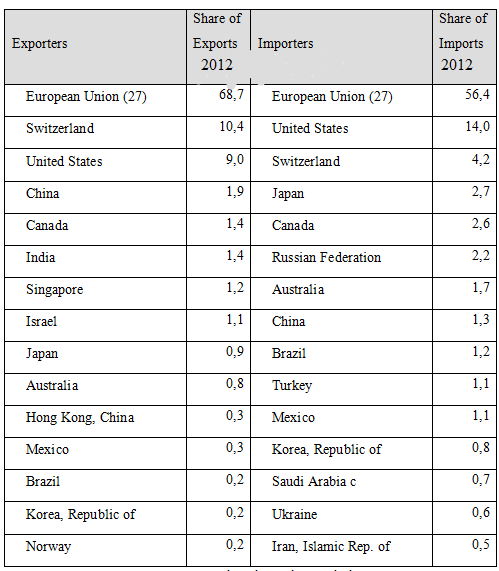 Exporters Share of Exports 2012 Importers Share of Imports 2012
European Union (27) 68,7 European Union (27) 56,4
Switzerland 10,4 United States 14,0
United States 9,0 Switzerland 4,2
China 1,9 Japan 2,7
Canada 1,4 Canada 2,6
India 1,4 Russian Federation 2,2
Singapore 1,2 Australia 1,7
Israel 1,1 China 1,3
Japan 0,9 Brazil 1,2
Australia 0,8 Turkey 1,1
Hong Kong, China 0,3 Mexico 1,1
Mexico 0,3 Korea, Republic of 0,8
Brazil 0,2 Saudi Arabia c 0,7
Korea, Republic of 0,2 Ukraine 0,6
Norway 0,2 Iran, Islamic Rep. of 0,5